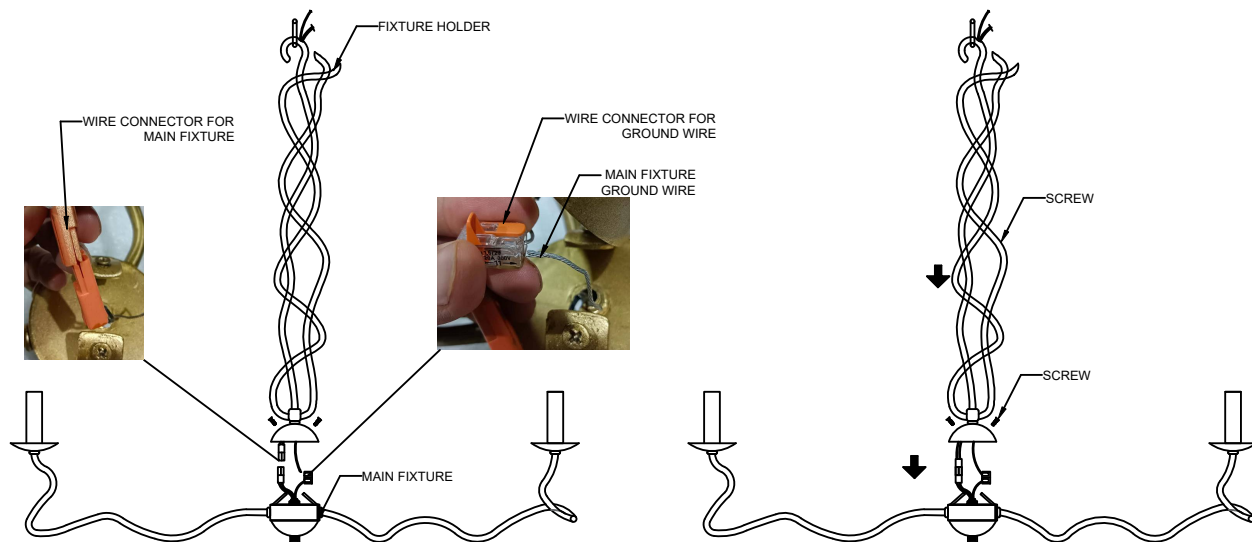 FIXTURE HOLDER
WIRE CONNECTOR FOR
MAIN FIXTURE
WIRE CONNECTOR FOR
GROUND WIRE
MAIN FIXTURE
GROUND WIRE
MAIN FIXTURE
SCREW
SCREW